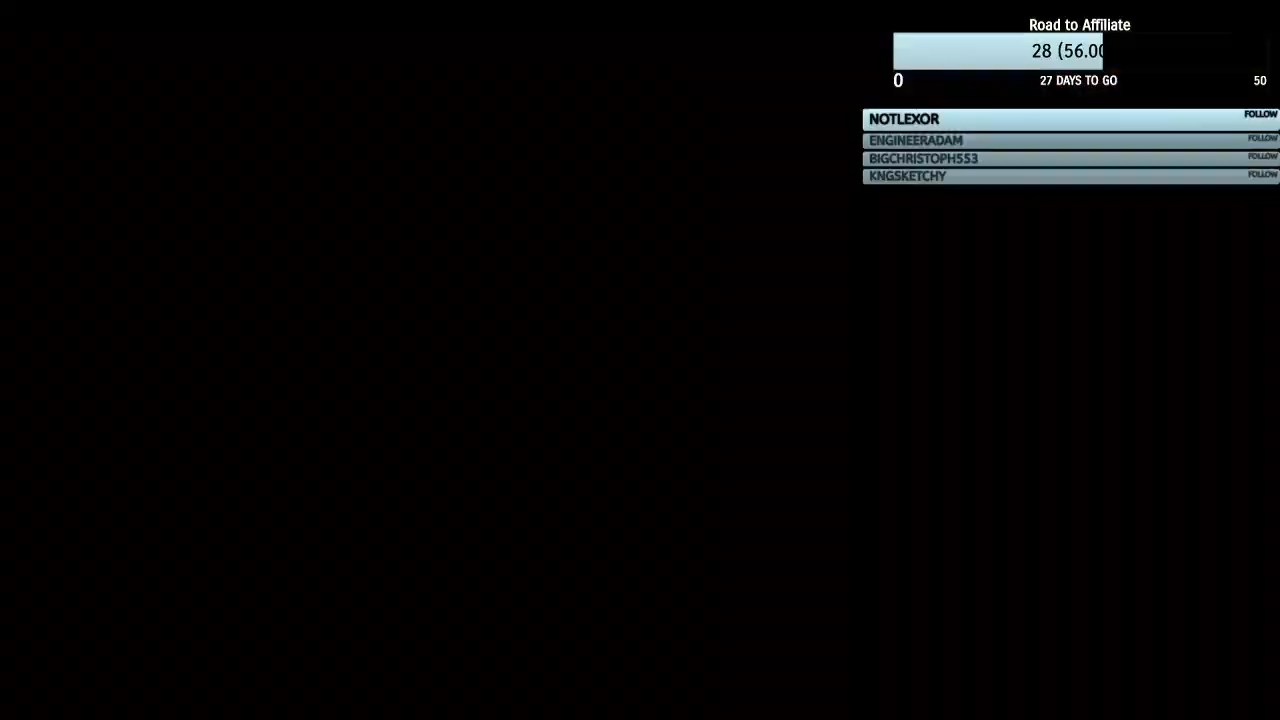 Road to Affiliate
28 (56.00
0 27 DAYS TO GO 50
NOTLEXOR FOLLOW
ENGINEERADAM FOLLOW
BIGCHRISTOPH553 FOLLOW
KNGSKETCHY FOLLOW